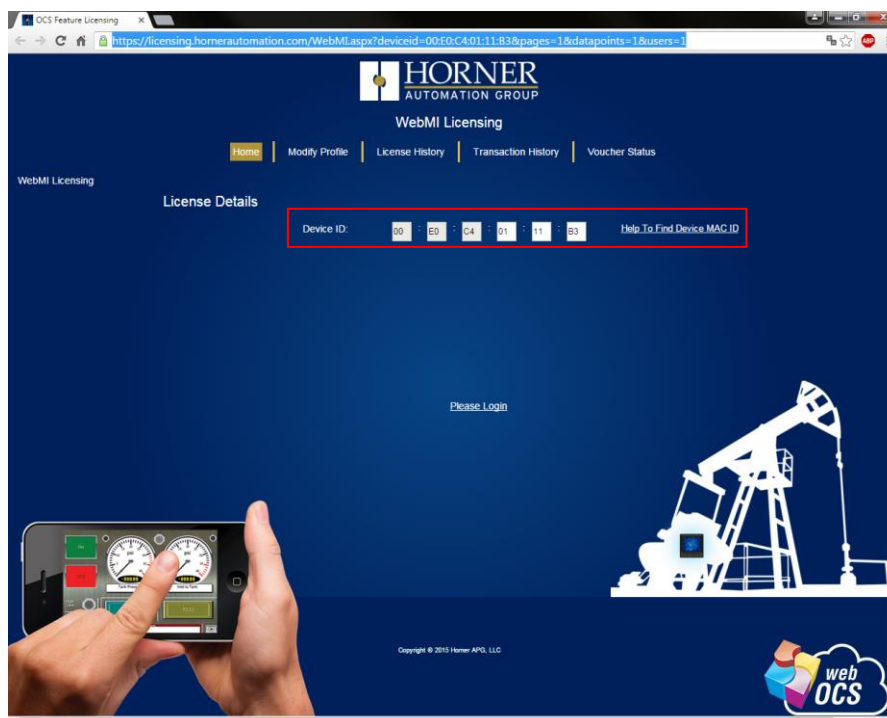 OCS Feature Licensing
https://licensing.hornerautomation.com/WebMI.aspx?deviceid=00:E0:C4:01:11:B3&pages=1&datapoints=1&users=1
ABP
HORNER
AUTOMATION GROUP
WebMI Licensing
Home Modify Profile License History Transaction History Voucher Status
WebMI Licensing
License Details
Device ID: 00 : E0 : C4 : 01 : 11 : B3 Help To Find Device MAC ID
Please Login
Copyright © 2015 Horner APG, LLC
web
OCS